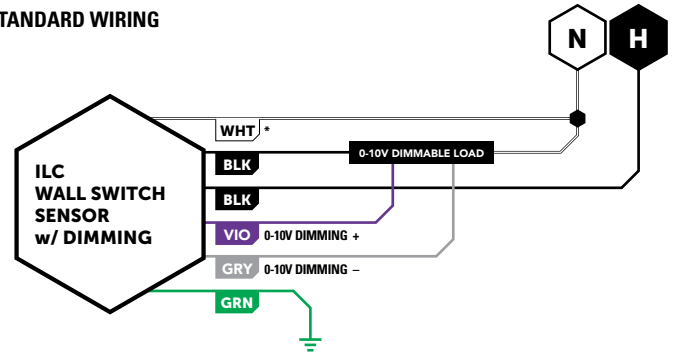 TANDARD WIRING
N
H
WHT *
0-10V DIMMABLE LOAD
BLK
ILC
WALL SWITCH
SENSOR
w/ DIMMING
BLK
VIO 0-10V DIMMING +
GRY 0-10V DIMMING –
GRN